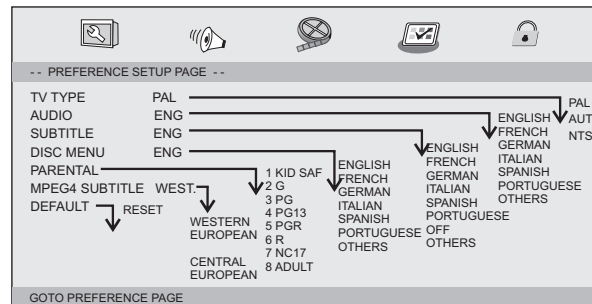 -- PREFERENCE SETUP PAGE --
TV TYPE PAL
AUDIO ENG
SUBTITLE ENG
DISC MENU ENG
PARENTAL
MPEG4 SUBTITLE WEST.
DEFAULT RESET
WESTERN
EUROPEAN
CENTRAL
EUROPEAN
1 KID SAF
2 G
3 PG
4 PG13
5 PGR
6 R
7 NC17
8 ADULT
ENGLISH
FRENCH
GERMAN
ITALIAN
SPANISH
PORTUGUESE
OTHERS
ENGLISH
FRENCH
GERMAN
ITALIAN
SPANISH
PORTUGUESE
OFF
OTHERS
ENGLISH
FRENCH
GERMAN
ITALIAN
SPANISH
PORTUGUESE
OTHERS
PAL
AUT
NTS
GOTO PREFERENCE PAGE